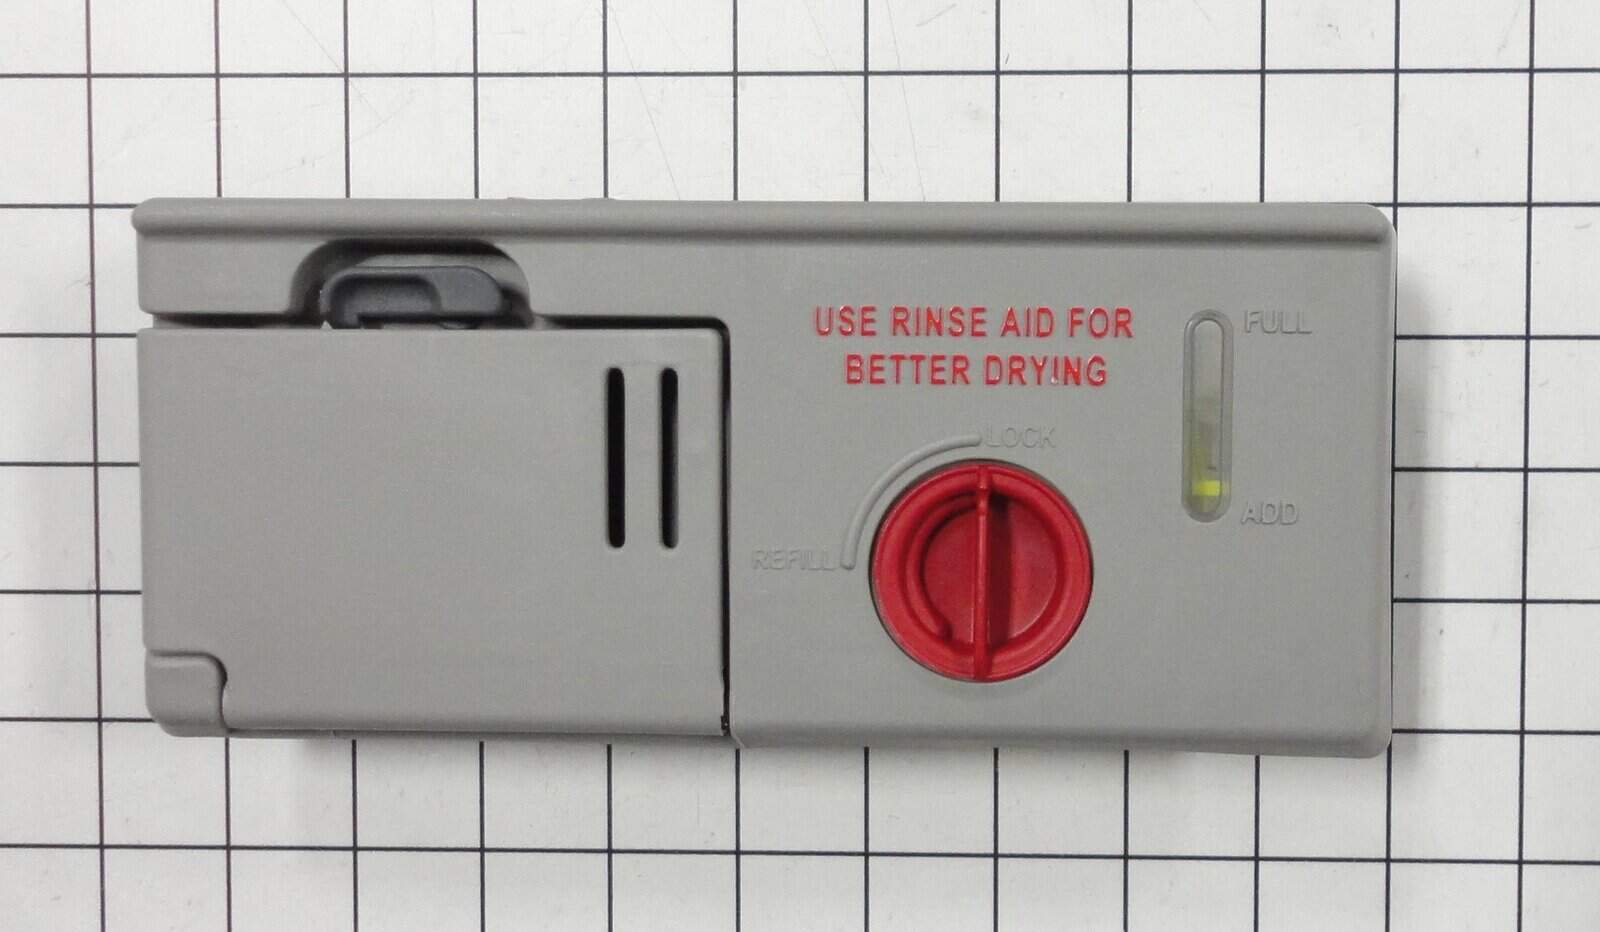 USE RINSE AID FOR
BETTER DRYING
FULL
LOCK
ADD
REFILL